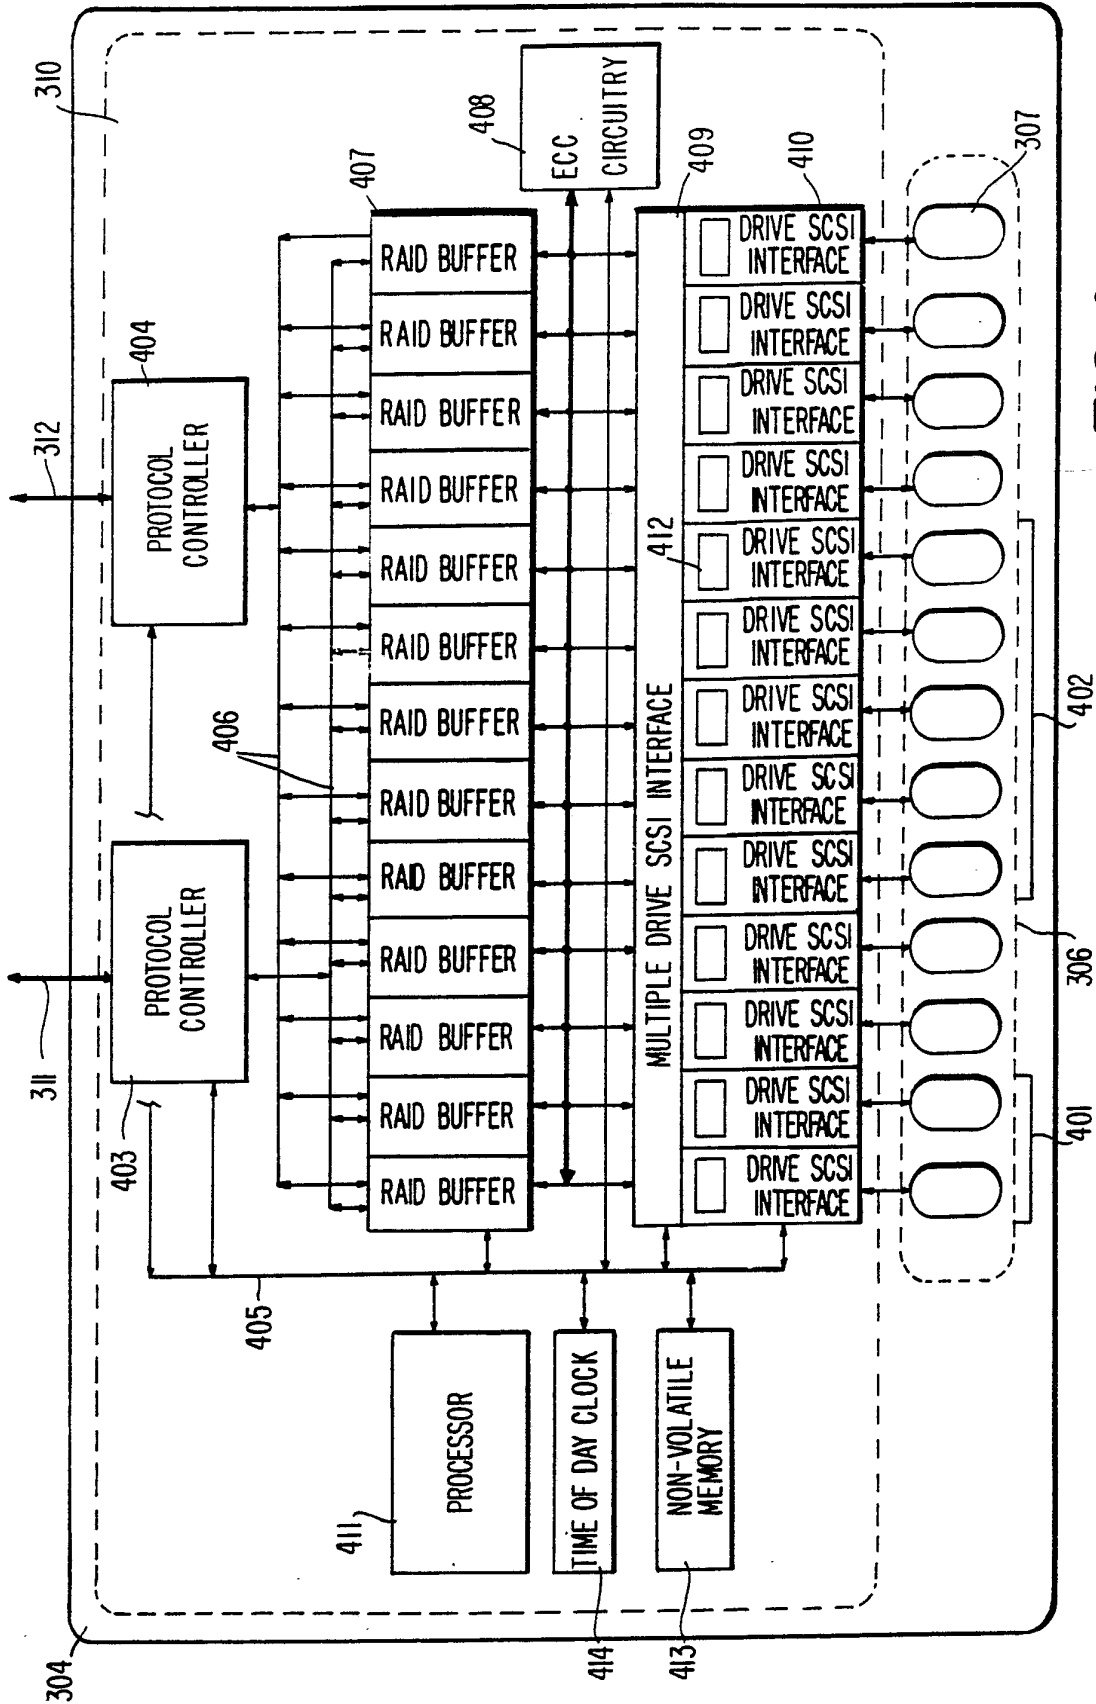 304
310
311
312
403
PROTOCOL
CONTROLLER
404
PROTOCOL
CONTROLLER
405
406
407
411
PROCESSOR
RAID BUFFER
RAID BUFFER
RAID BUFFER
RAID BUFFER
RAID BUFFER
RAID BUFFER
RAID BUFFER
RAID BUFFER
RAID BUFFER
RAID BUFFER
RAID BUFFER
RAID BUFFER
RAID BUFFER
408
ECC
CIRCUITRY
414
TIME OF DAY CLOCK
413
NON-VOLATILE
MEMORY
MULTIPLE DRIVE SCSI INTERFACE
412
409
410
DRIVE SCSI
INTERFACE
DRIVE SCSI
INTERFACE
DRIVE SCSI
INTERFACE
DRIVE SCSI
INTERFACE
DRIVE SCSI
INTERFACE
DRIVE SCSI
INTERFACE
DRIVE SCSI
INTERFACE
DRIVE SCSI
INTERFACE
DRIVE SCSI
INTERFACE
DRIVE SCSI
INTERFACE
DRIVE SCSI
INTERFACE
DRIVE SCSI
INTERFACE
DRIVE SCSI
INTERFACE
307
401
306
402